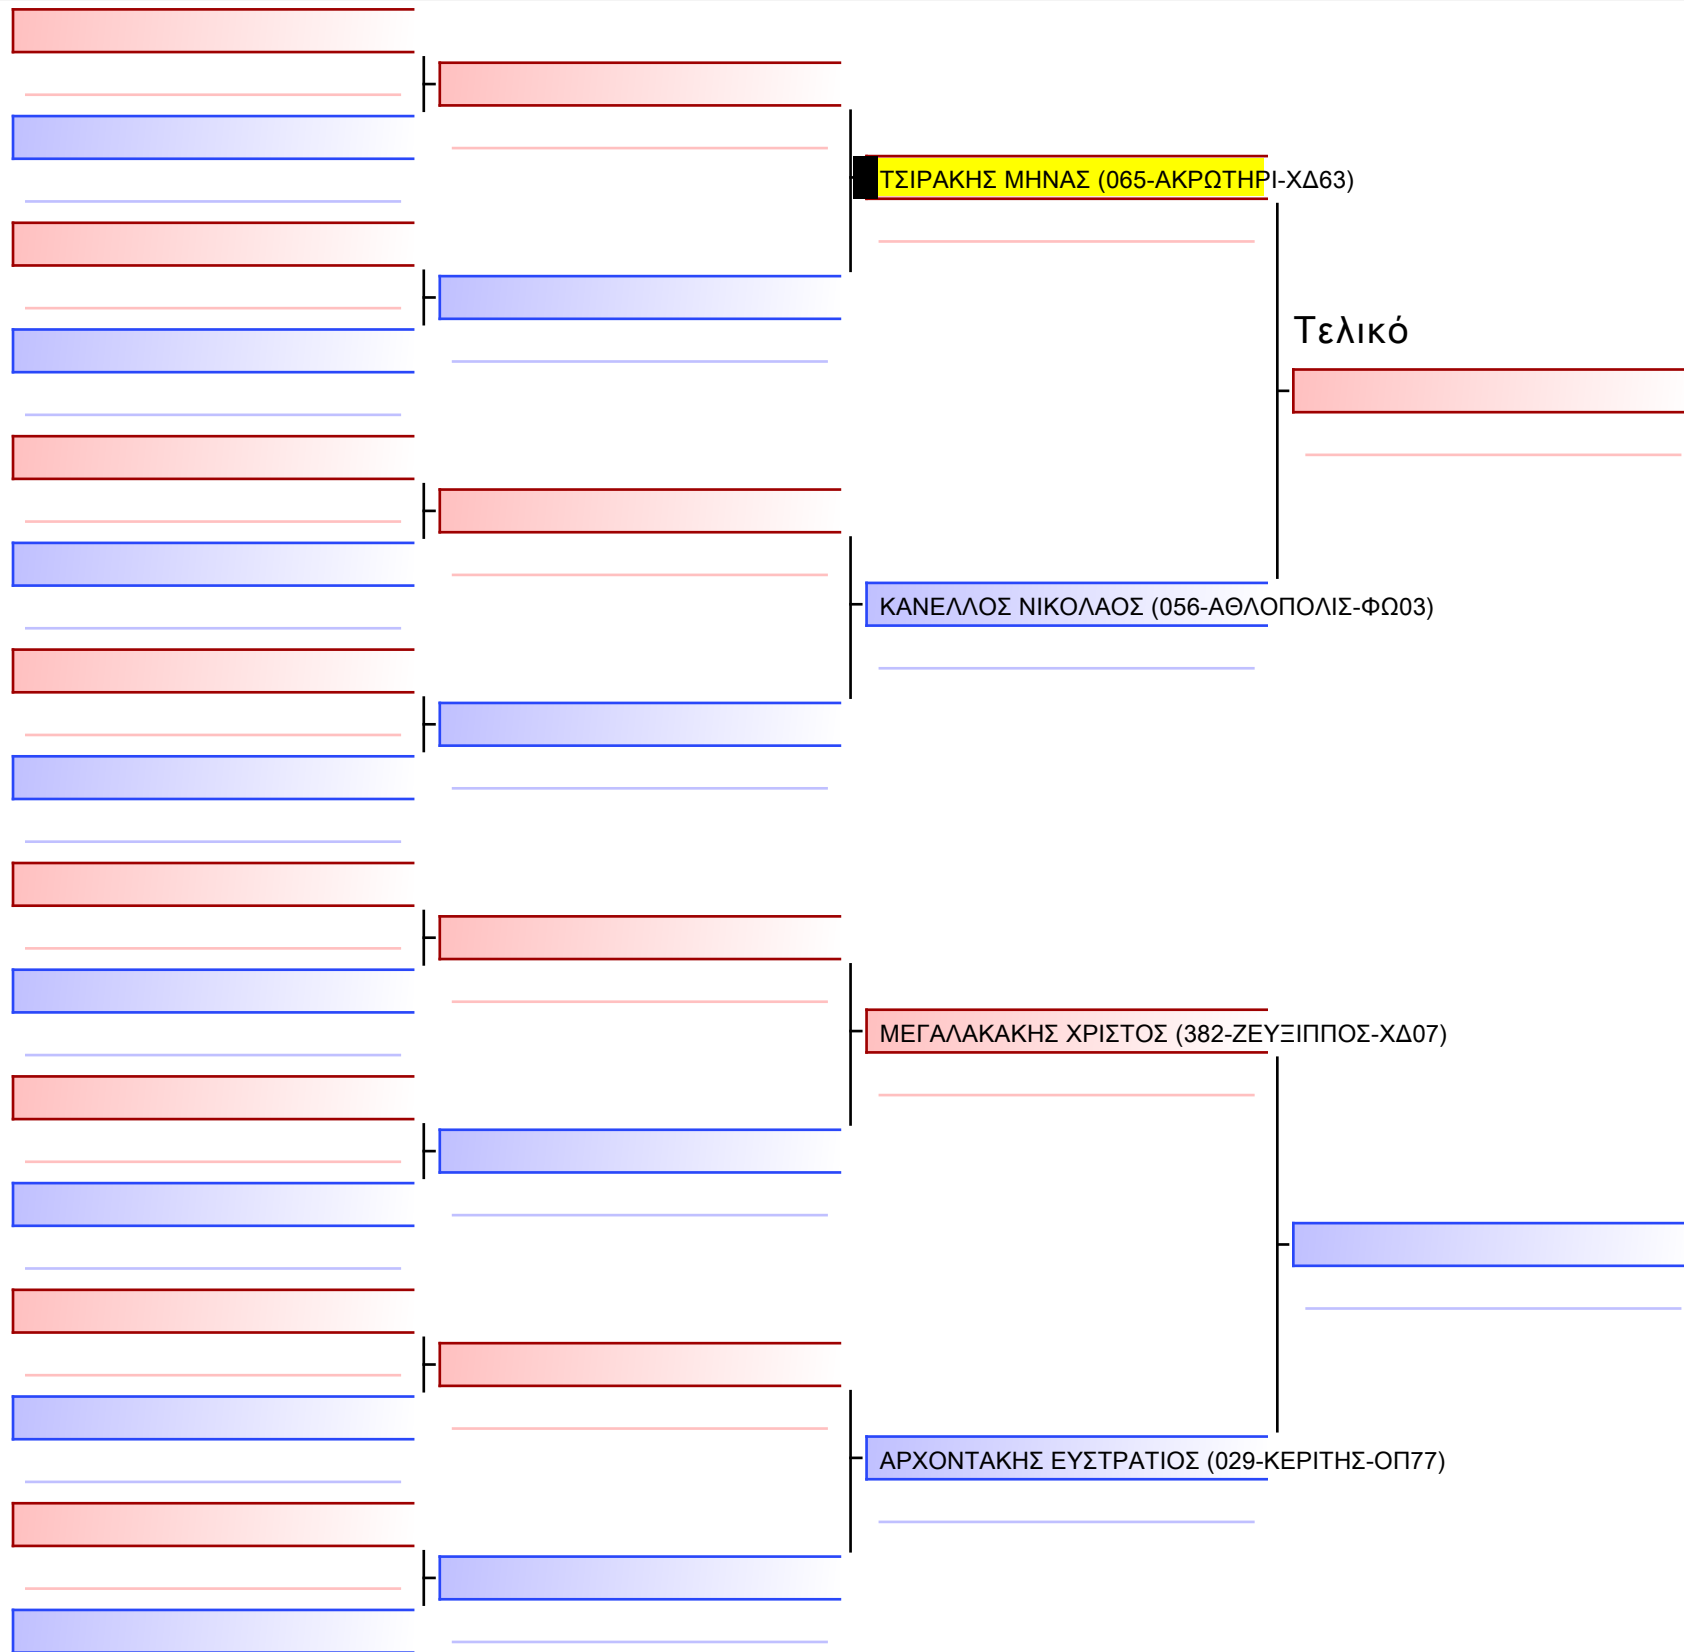 ΤΣΙΡΑΚΗΣ ΜΗΝΑΣ (065-ΑΚΡΩΤΗΡΙ-ΧΔ63)
Τελικό
ΚΑΝΕΛΛΟΣ ΝΙΚΟΛΑΟΣ (056-ΑΘΛΟΠΟΛΙΣ-ΦΩ03)
ΜΕΓΑΛΑΚΑΚΗΣ ΧΡΙΣΤΟΣ (382-ΖΕΥΞΙΠΠΟΣ-ΧΔ07)
ΑΡΧΟΝΤΑΚΗΣ ΕΥΣΤΡΑΤΙΟΣ (029-ΚΕΡΙΤΗΣ-ΟΠ77)